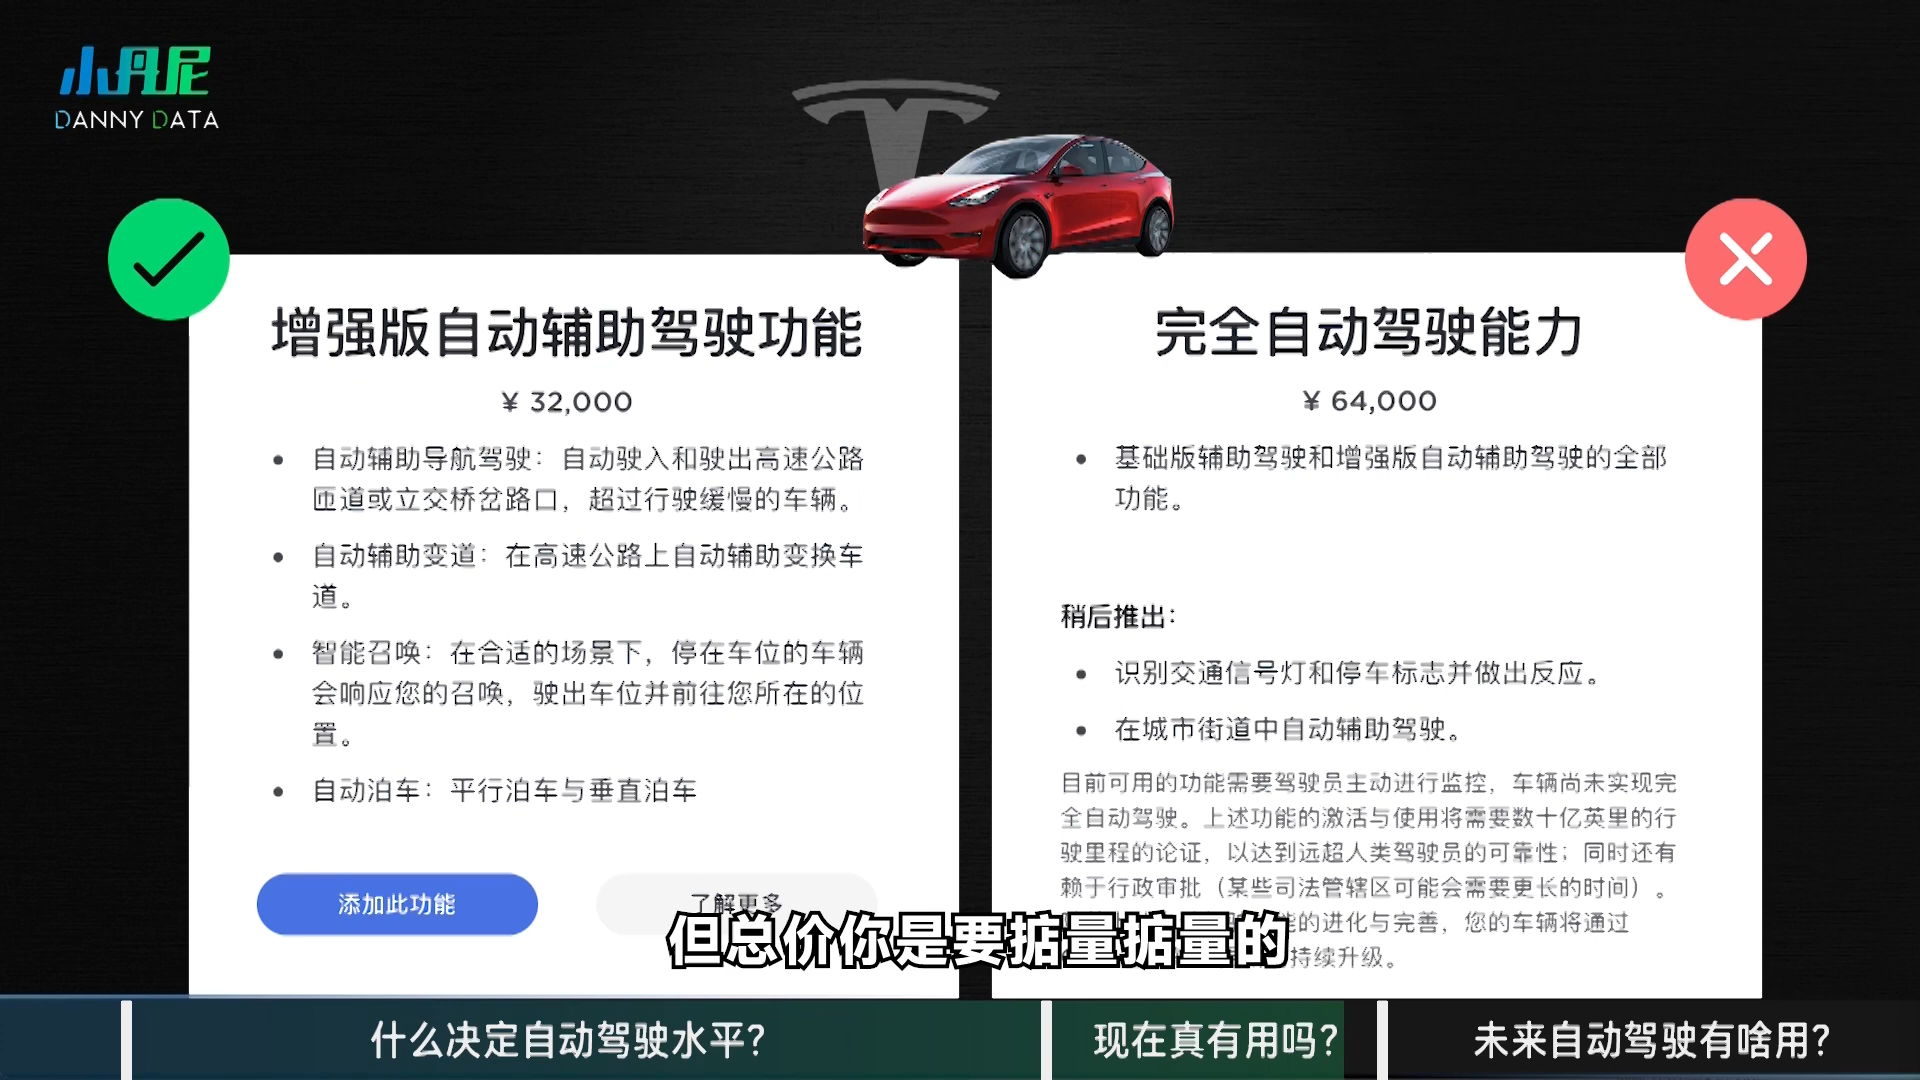 小丹尼
DANNY DATA
增强版自动辅助驾驶功能
¥ 32,000
自动辅助导航驾驶：自动驶入和驶出高速公路
匝道或立交桥岔路口，超过行驶缓慢的车辆。
自动辅助变道：在高速公路上自动辅助变换车
道。
智能召唤：在合适的场景下，停在车位的车辆
会响应您的召唤，驶出车位并前往您所在的位
置。
自动泊车：平行泊车与垂直泊车
添加此功能
了解更多
完全自动驾驶能力
¥ 64,000
基础版辅助驾驶和增强版自动辅助驾驶的全部
功能。
稍后推出：
识别交通信号灯和停车标志并做出反应。
在城市街道中自动辅助驾驶。
目前可用的功能需要驾驶员主动进行监控，车辆尚未实现完
全自动驾驶。上述功能的激活与使用将需要数十亿英里的行
驶里程的论证，以达到远超人类驾驶员的可靠性；同时还有
赖于行政审批（某些司法管辖区可能会需要更长的时间）。
能的进化与完善，您的车辆将通过
持续升级。
但总价你是要掂量掂量的
什么决定自动驾驶水平？
现在真有用吗？
未来自动驾驶有啥用？